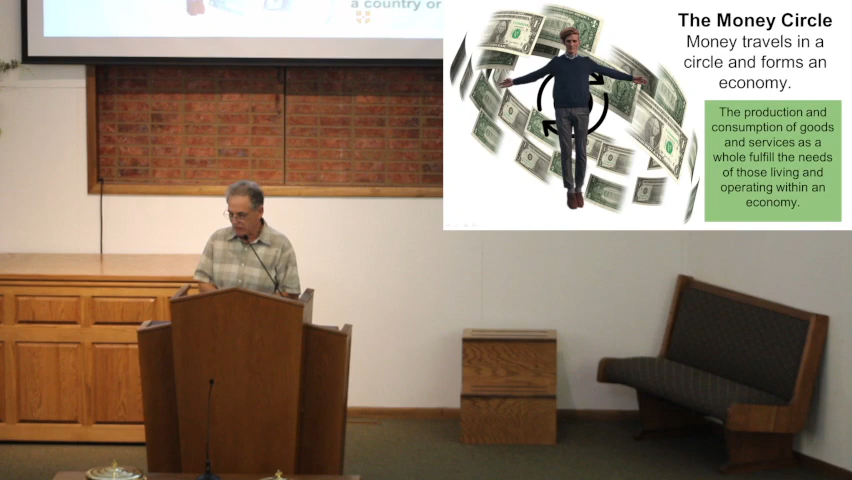 a country or
The Money Circle
Money travels in a
circle and forms an
economy.
The production and
consumption of goods
and services as a
whole fulfill the needs
of those living and
operating within an
economy.